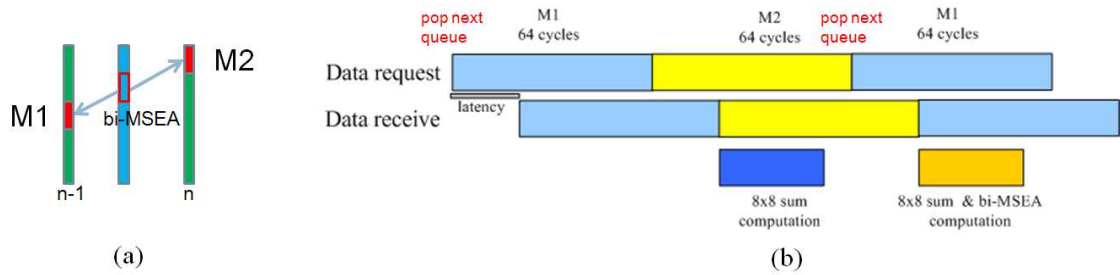 M1
M2
bi-MSEA
n-1
n
(a)
pop next
queue
M1
64 cycles
M2
64 cycles
pop next
queue
M1
64 cycles
Data request
latency
Data receive
8x8 sum
computation
8x8 sum & bi-MSEA
computation
(b)